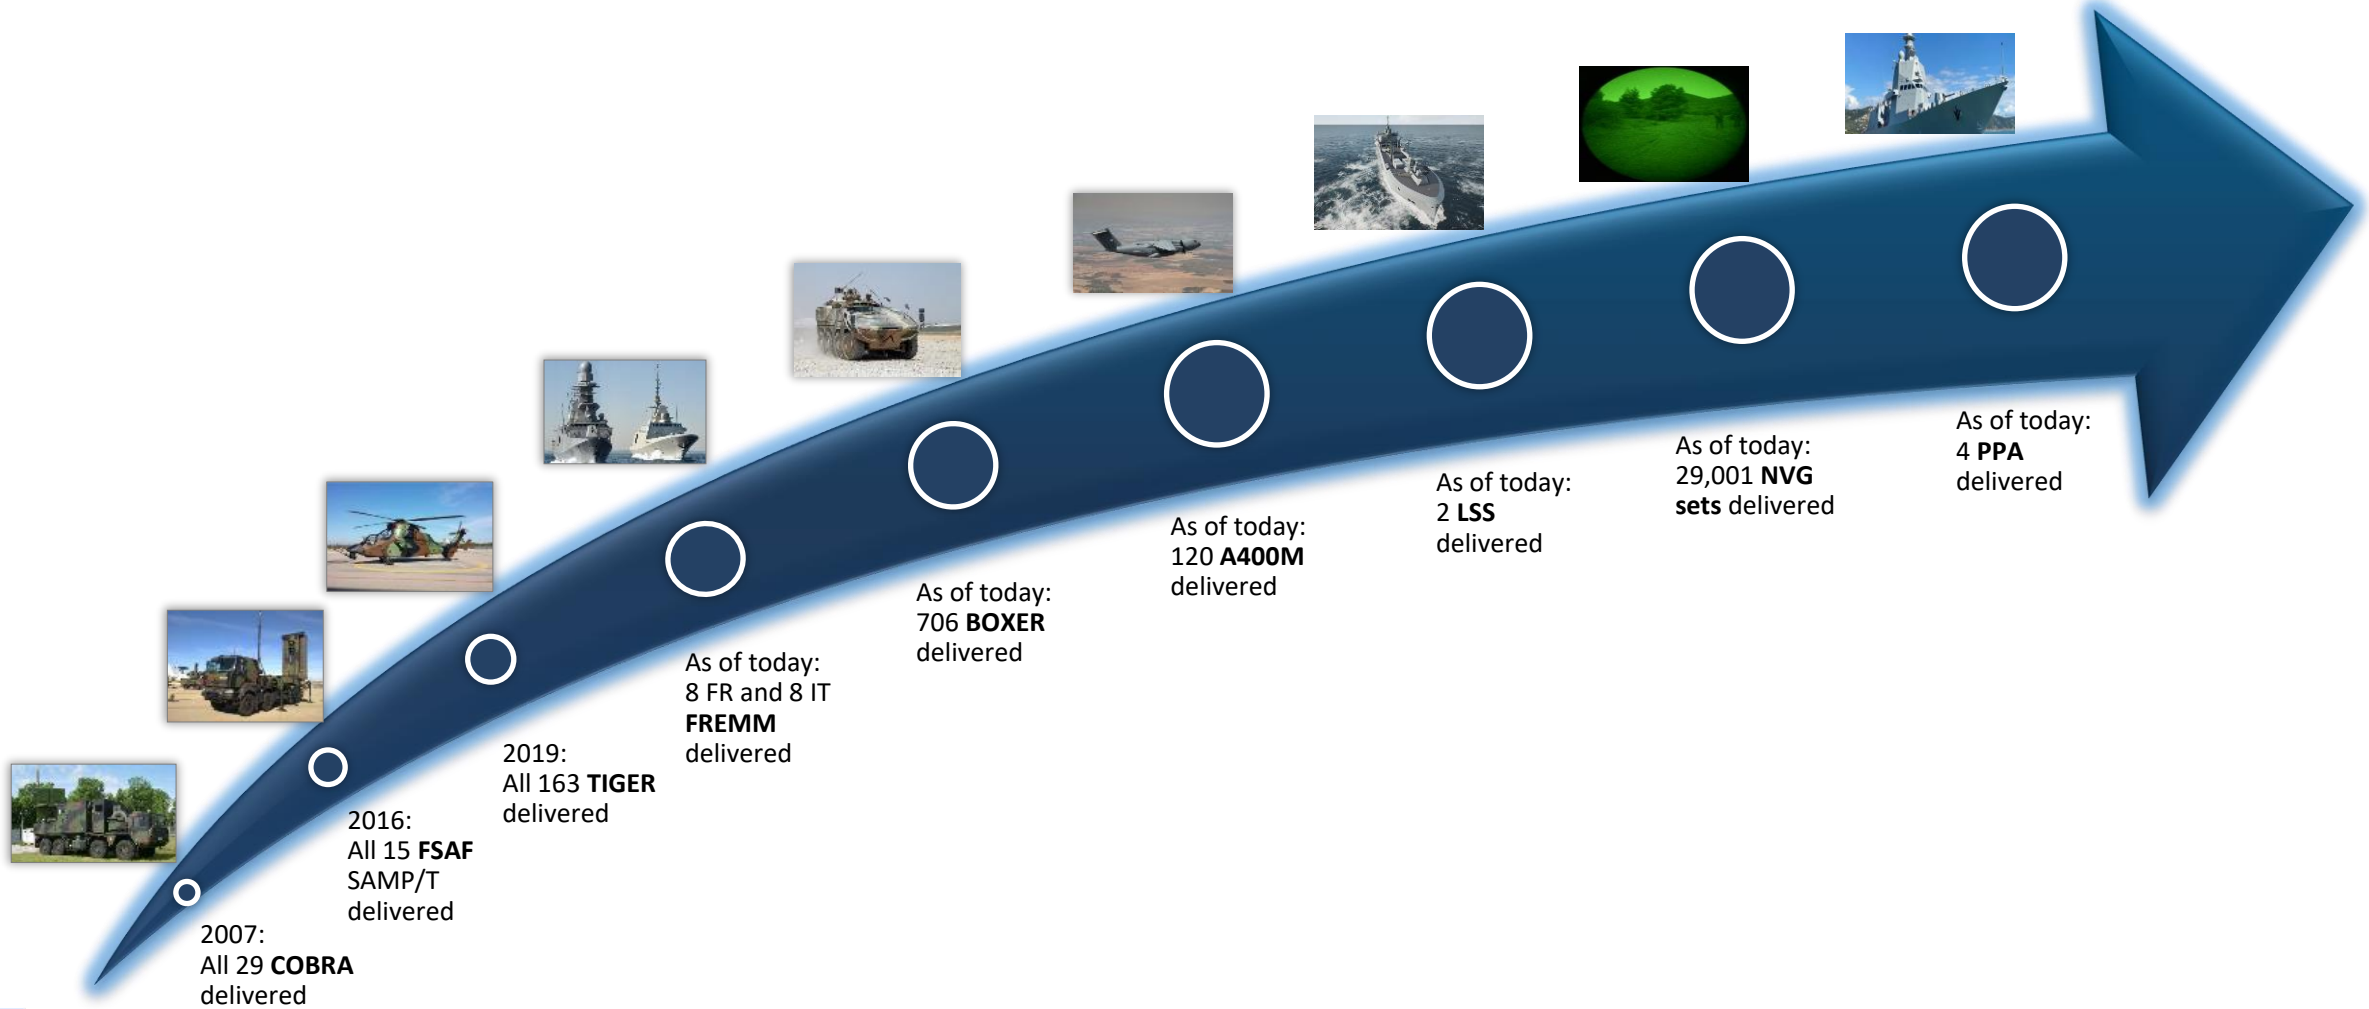 2007:
All 29 COBRA
delivered
2016:
All 15 FSAF
SAMP/T
delivered
2019:
All 163 TIGER
delivered
As of today:
8 FR and 8 IT
FREMM
delivered
As of today:
706 BOXER
delivered
As of today:
120 A400M
delivered
As of today:
2 LSS
delivered
As of today:
29,001 NVG
sets delivered
As of today:
4 PPA
delivered